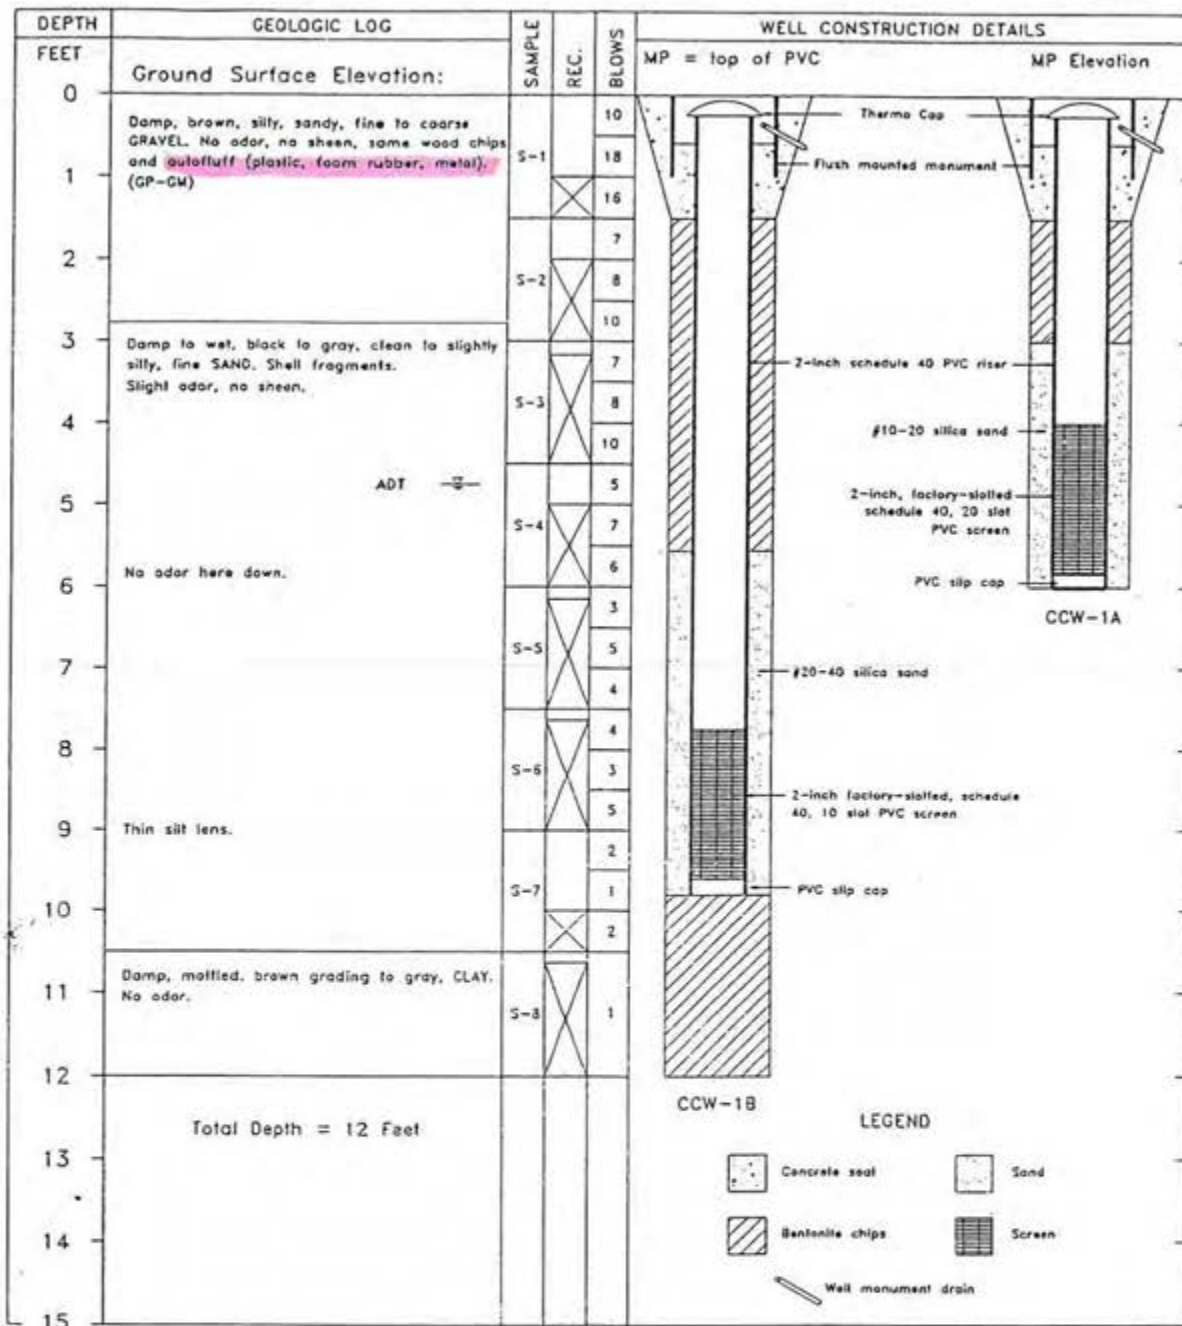 DEPTH
FEET
GEOLOGIC LOG
SAMPLE
REC.
BLOWS
WELL CONSTRUCTION DETAILS
Ground Surface Elevation:
MP = top of PVC
MP Elevation
0
1
2
3
4
5
6
7
8
9
10
11
12
13
14
15
Damp, brown, silty, sandy, fine to coarse
GRAVEL. No odor, no sheen, some wood chips
and autofluff (plastic, foam rubber, metal).
(GP-GM)
Damp to wet, black to gray, clean to slightly
silty, fine SAND. Shell fragments.
Slight odor, no sheen.
ADT
No odor here down.
Thin silt lens.
Damp, mottled, brown grading to gray, CLAY.
No odor.
Total Depth = 12 Feet
S-1
S-2
S-3
S-4
S-5
S-6
S-7
S-8
10
18
16
7
8
10
7
8
10
5
7
6
3
5
4
4
3
5
2
1
2
1
Thermo Cap
Flush mounted monument
2-inch schedule 40 PVC riser
#10-20 silica sand
2-inch, factory-slotted
schedule 40, 20 slot
PVC screen
PVC slip cap
CCW-1A
#20-40 silica sand
2-inch factory-slotted, schedule
40, 10 slot PVC screen
PVC slip cap
CCW-1B
LEGEND
Concrete seal
Sand
Bentonite chips
Screen
Well monument drain